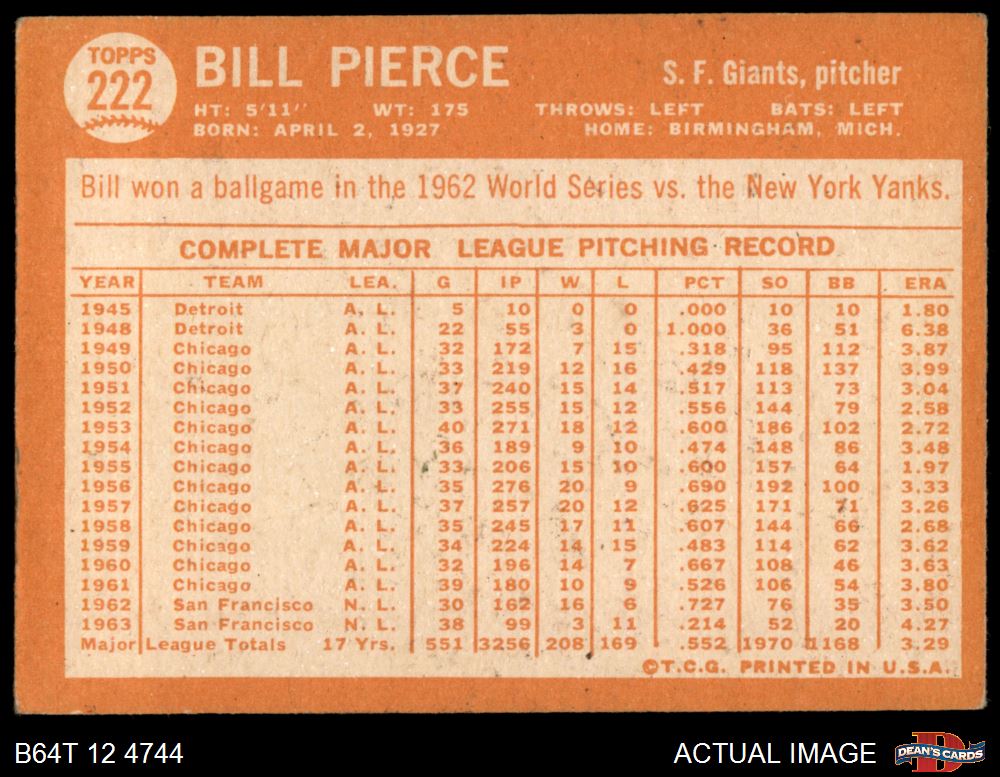 TOPPS
222
BILL PIERCE
S. F. Giants, pitcher
HT: 5'11" WT: 175 THROWS: LEFT BATS: LEFT
BORN: APRIL 2, 1927 HOME: BIRMINGHAM, MICH.
Bill won a ballgame in the 1962 World Series vs. the New York Yanks.
COMPLETE MAJOR LEAGUE PITCHING RECORD
YEAR TEAM LEA. G IP W L PCT SO BB ERA
1945 Detroit A. L. 5 10 0 0 .000 10 10 1.80
1948 Detroit A. L. 22 55 3 0 1.000 36 51 6.38
1949 Chicago A. L. 32 172 7 15 .318 95 112 3.87
1950 Chicago A. L. 33 219 12 16 .429 118 137 3.99
1951 Chicago A. L. 37 240 15 14 .517 113 73 3.04
1952 Chicago A. L. 33 255 15 12 .556 144 79 2.58
1953 Chicago A. L. 40 271 18 12 .600 186 102 2.72
1954 Chicago A. L. 36 189 9 10 .474 148 86 3.48
1955 Chicago A. L. 33 206 15 10 .600 157 64 1.97
1956 Chicago A. L. 35 276 20 9 .690 192 100 3.33
1957 Chicago A. L. 37 257 20 12 .625 171 71 3.26
1958 Chicago A. L. 35 245 17 11 .607 144 66 2.68
1959 Chicago A. L. 34 224 14 15 .483 114 62 3.62
1960 Chicago A. L. 32 196 14 7 .667 108 46 3.63
1961 Chicago A. L. 39 180 10 9 .526 106 54 3.80
1962 San Francisco N. L. 30 162 16 6 .727 76 35 3.50
1963 San Francisco N. L. 38 99 3 11 .214 52 20 4.27
Major League Totals 17 Yrs. 551 3256 208 169 .552 1970 1168 3.29
©T.C.G. PRINTED IN U.S.A.
B64T 12 4744
ACTUAL IMAGE
D
DEAN'S CARDS